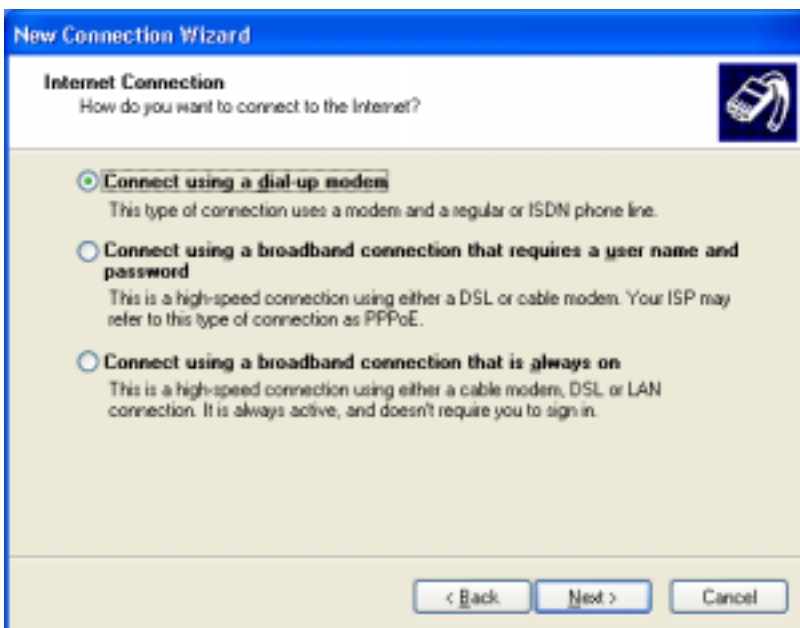 New Connection Wizard
Internet Connection
How do you want to connect to the Internet?
Connect using a dial-up modem
This type of connection uses a modem and a regular or ISDN phone line.
Connect using a broadband connection that requires a user name and
password
This is a high-speed connection using either a DSL or cable modem. Your ISP may
refer to this type of connection as PPPoE.
Connect using a broadband connection that is always on
This is a high-speed connection using either a cable modem, DSL or LAN
connection. It is always active, and doesn't require you to sign in.
< Back
Next >
Cancel